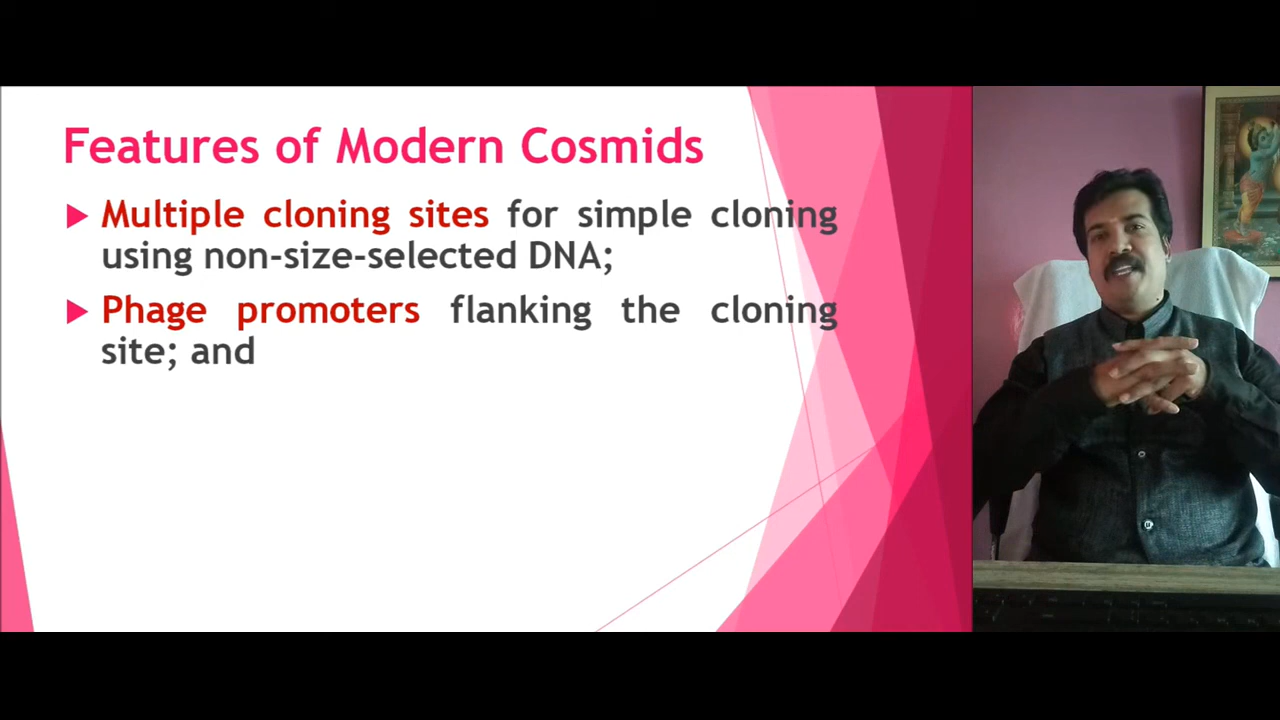 Features of Modern Cosmids
Multiple cloning sites for simple cloning
using non-size-selected DNA;
Phage promoters flanking the cloning
site; and